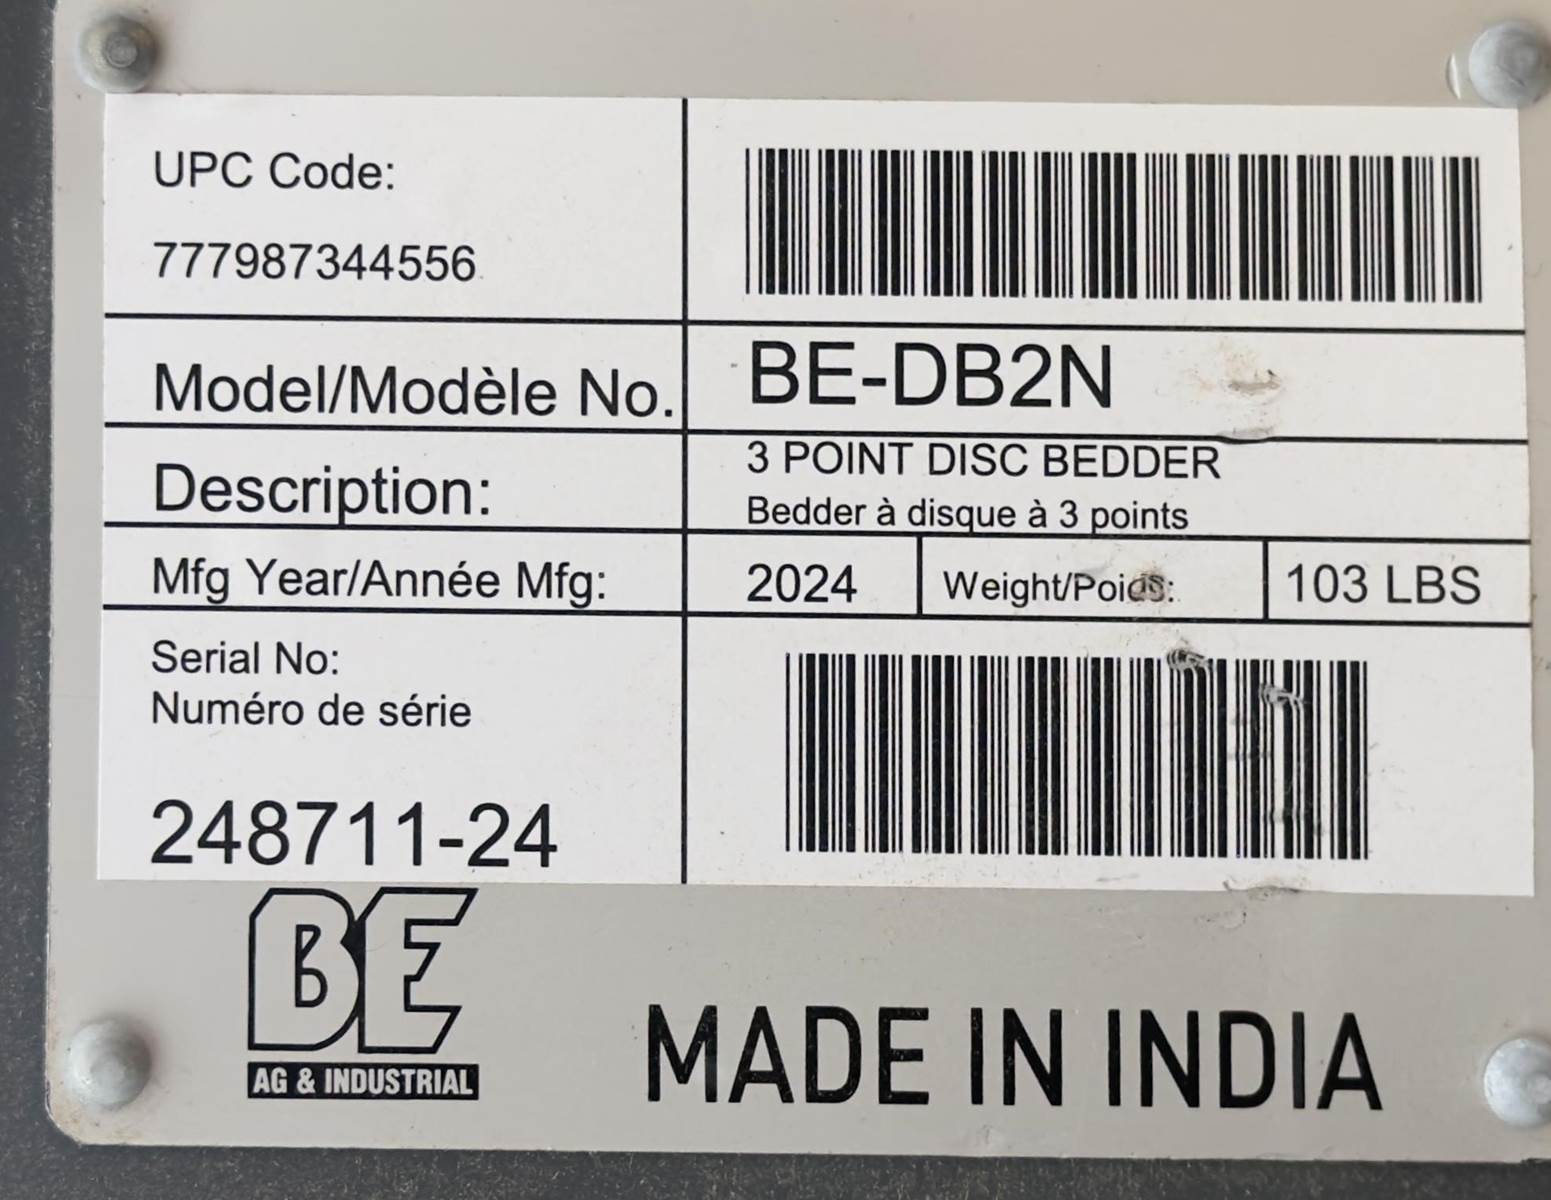 UPC Code:
777987344556
Model/Modèle No.
BE-DB2N
Description:
3 POINT DISC BEDDER
Bedder à disque à 3 points
Mfg Year/Année Mfg:
2024
Weight/Poids:
103 LBS
Serial No:
Numéro de série
248711-24
BE
AG & INDUSTRIAL
MADE IN INDIA